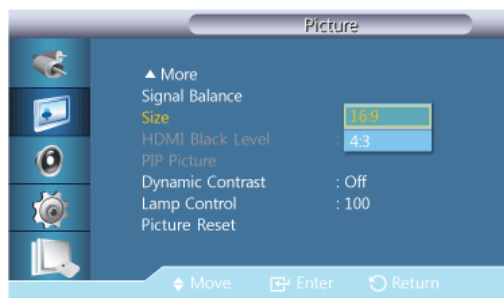 Picture
▲ More
Signal Balance
Size 16:9
HDMI Black Level : 4:3
PIP Picture
Dynamic Contrast : Off
Lamp Control : 100
Picture Reset
Move Enter Return